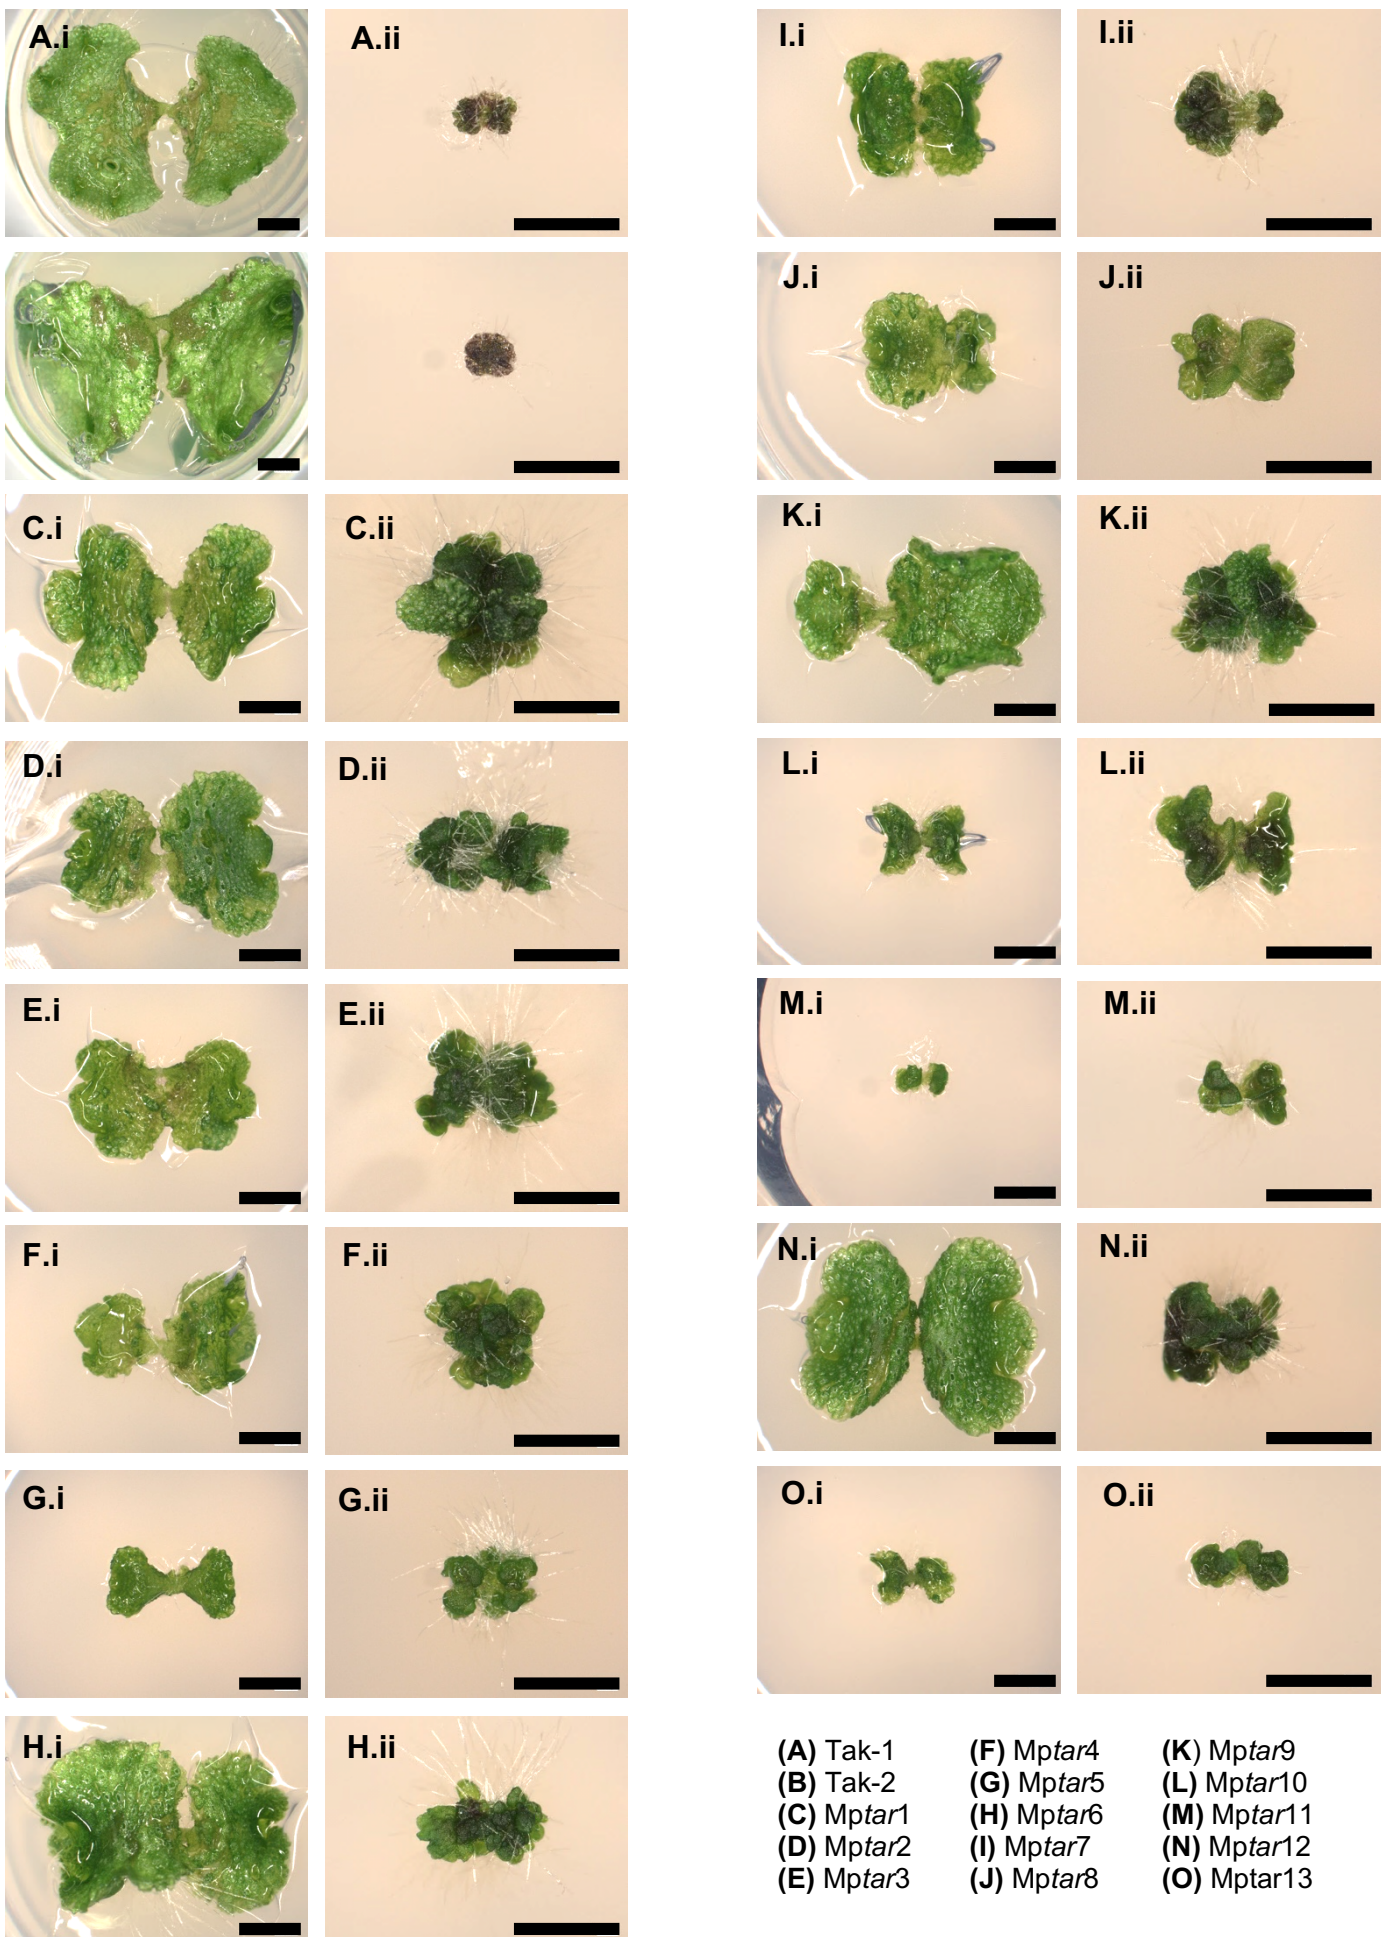 A.i
A.ii
C.i
C.ii
D.i
D.ii
E.i
E.ii
F.i
F.ii
G.i
G.ii
H.i
H.ii
I.i
I.ii
J.i
J.ii
K.i
K.ii
L.i
L.ii
M.i
M.ii
N.i
N.ii
O.i
O.ii
(A) Tak-1
(B) Tak-2
(C) Mptar1
(D) Mptar2
(E) Mptar3
(F) Mptar4
(G) Mptar5
(H) Mptar6
(I) Mptar7
(J) Mptar8
(K) Mptar9
(L) Mptar10
(M) Mptar11
(N) Mptar12
(O) Mptar13